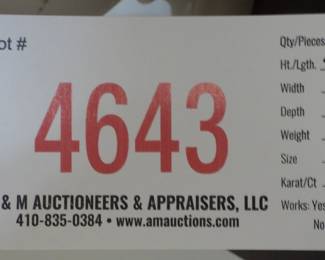 ot #
4643
& M AUCTIONEERS & APPRAISERS, LLC
410-835-0384 • www.amauctions.com
Qty/Pieces
Ht./Lgth.
Width
Depth
Weight
Size
Karat/Ct
Works: Yes
No